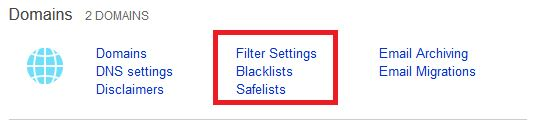 Domains 2 DOMAINS
Domains
DNS settings
Disclaimers
Filter Settings
Blacklists
Safelists
Email Archiving
Email Migrations